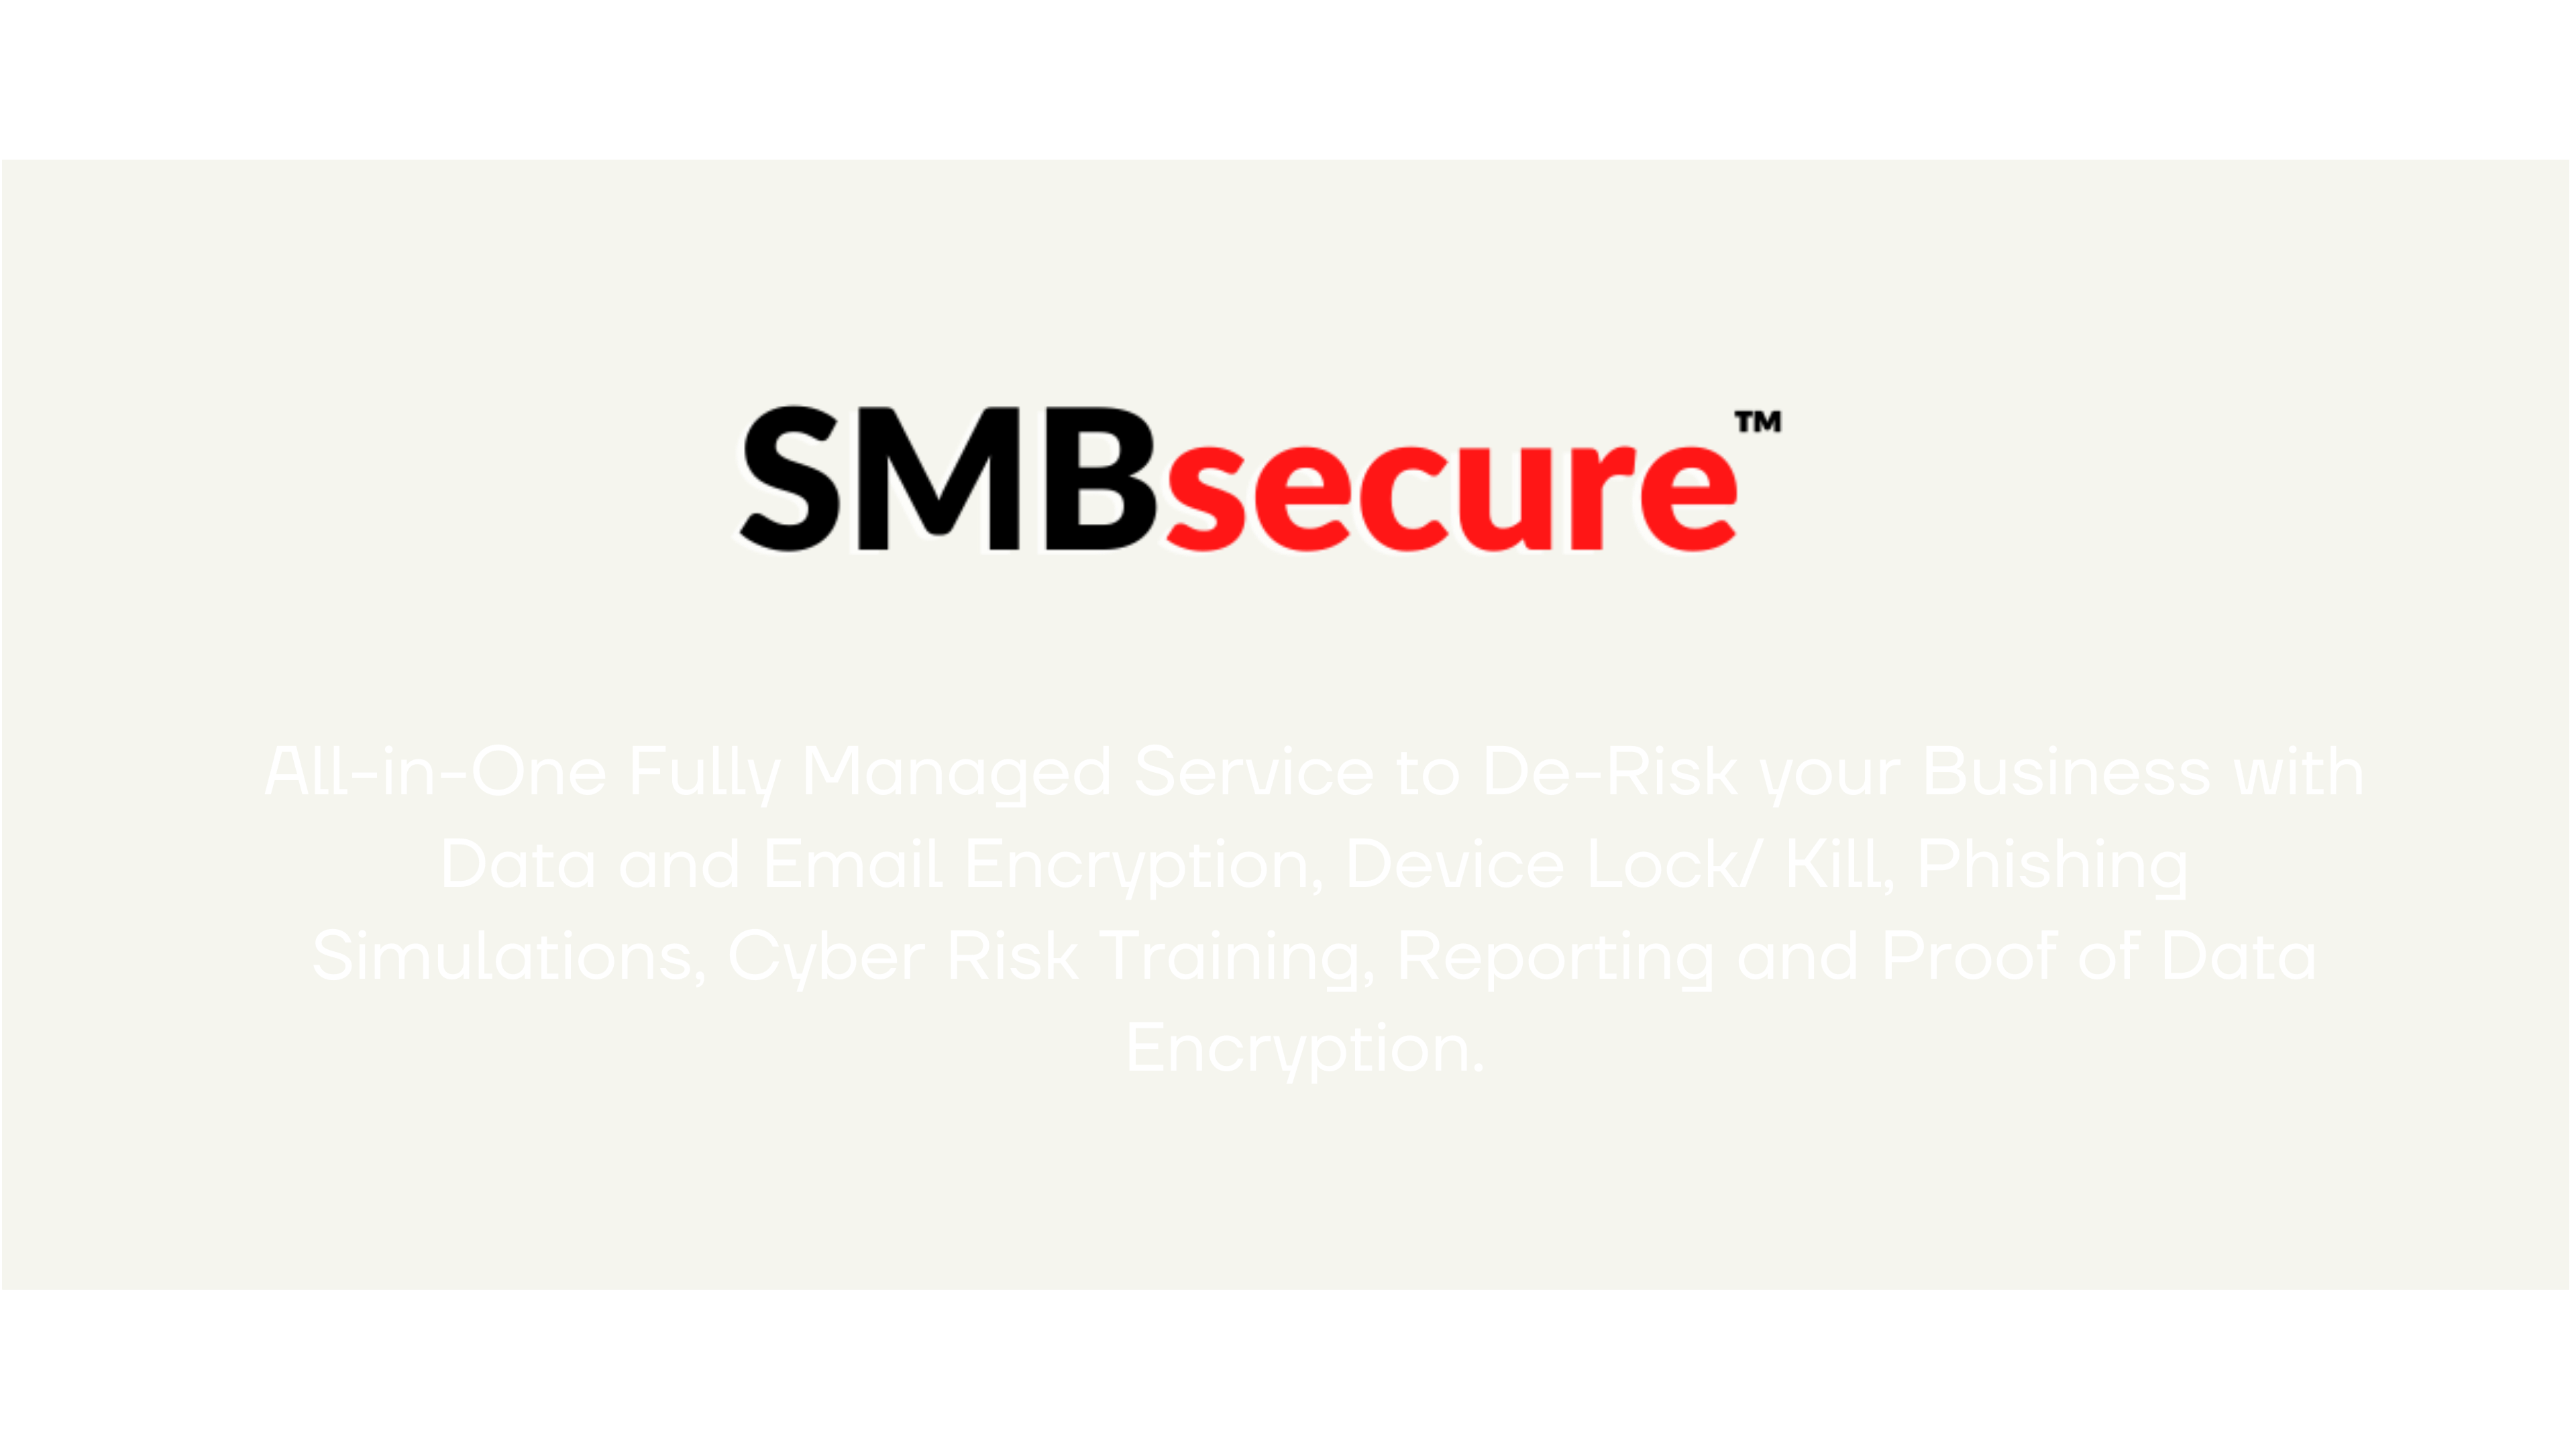 SMBsecure™
All-in-One Fully Managed Service to De-Risk your Business with
Data and Email Encryption, Device Lock/ Kill, Phishing
Simulations, Cyber Risk Training, Reporting and Proof of Data
Encryption.